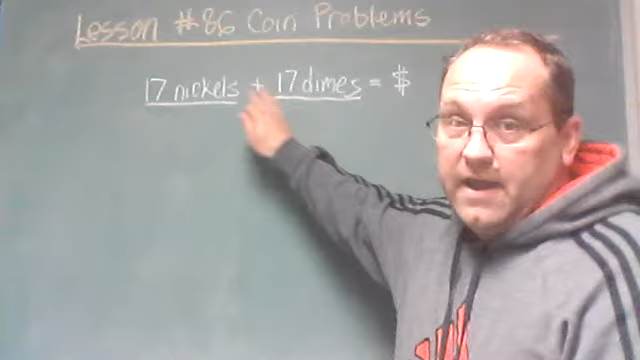 Lesson #86 Coin Problems
17 nickels + 17 dimes = $